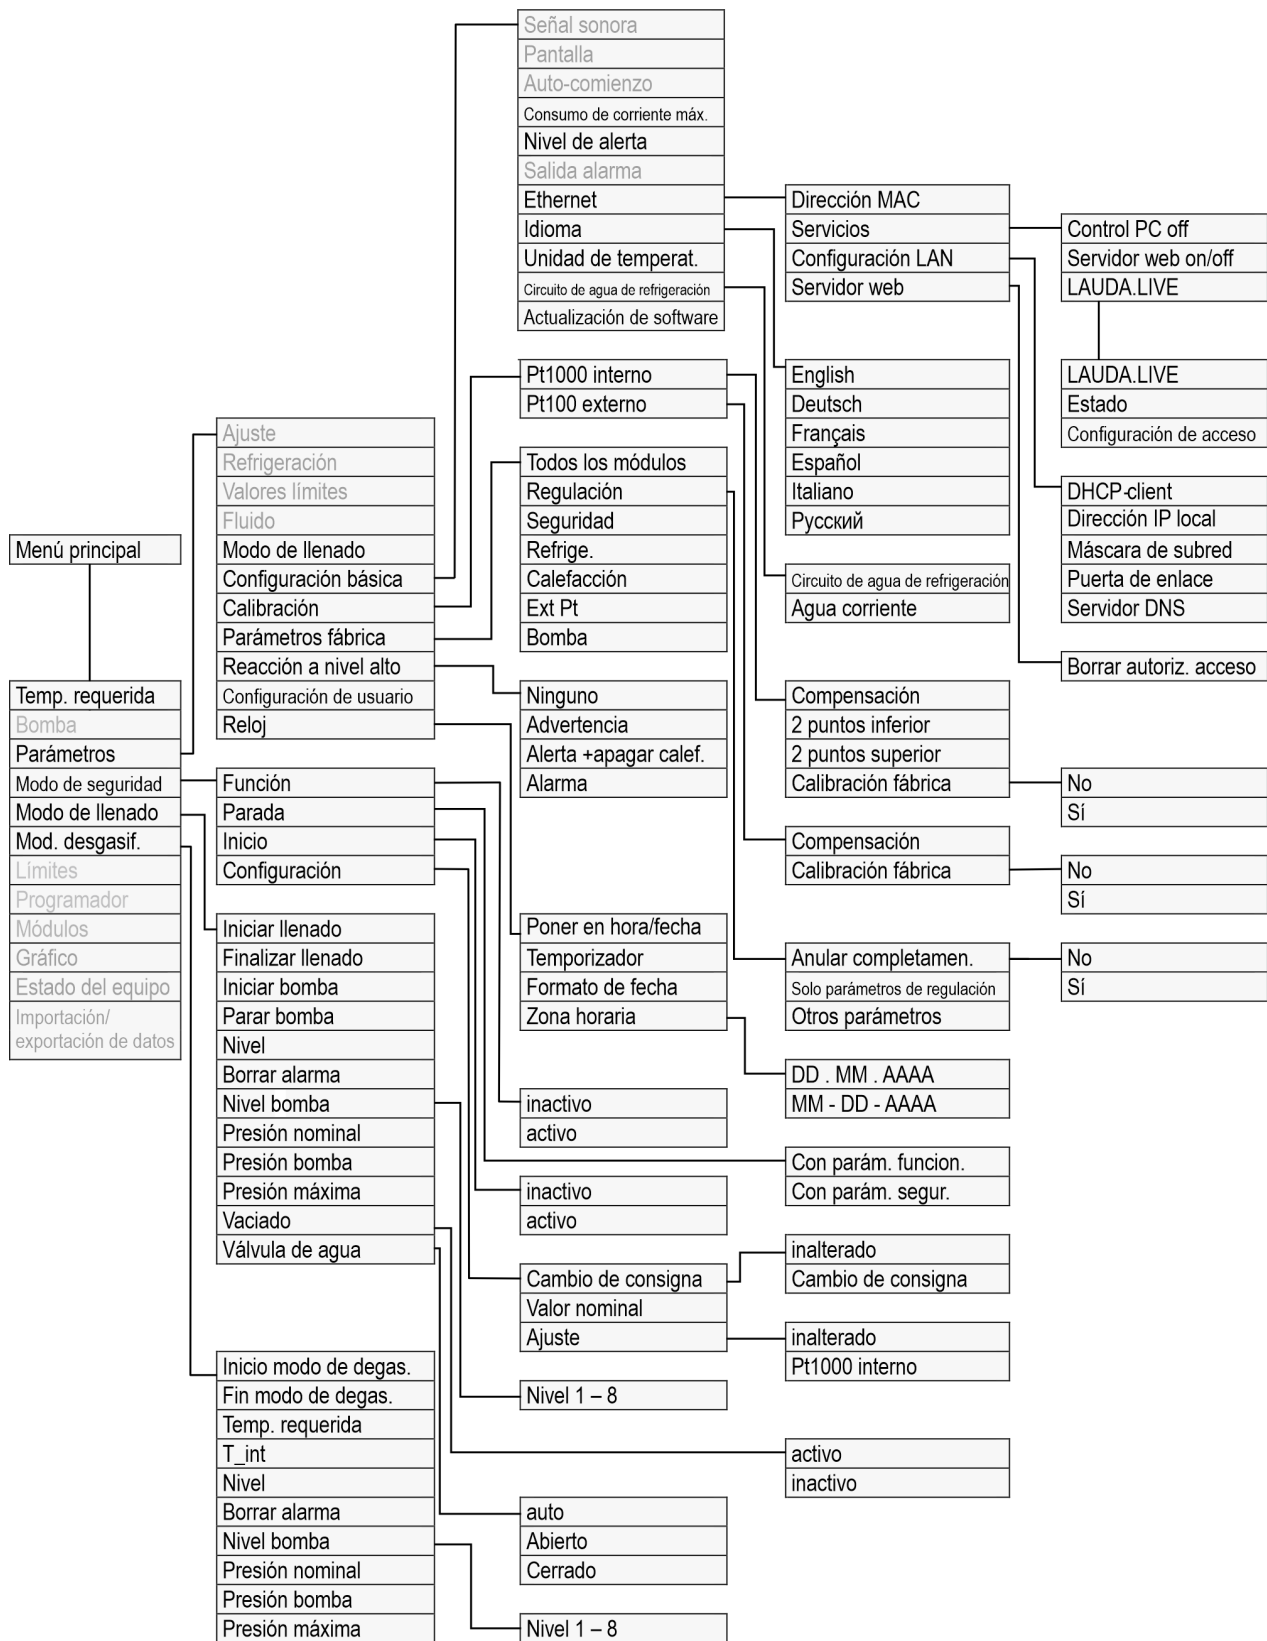 Menú principal
Temp. requerida
Bomba
Parámetros
Modo de seguridad
Modo de llenado
Mod. desgasif.
Límites
Programador
Módulos
Gráfico
Estado del equipo
Importación/
exportación de datos
Ajuste
Refrigeración
Valores límites
Fluido
Modo de llenado
Configuración básica
Calibración
Parámetros fábrica
Reacción a nivel alto
Configuración de usuario
Reloj
Función
Parada
Inicio
Configuración
Iniciar llenado
Finalizar llenado
Iniciar bomba
Parar bomba
Nivel
Borrar alarma
Nivel bomba
Presión nominal
Presión bomba
Presión máxima
Vaciado
Válvula de agua
Inicio modo de degas.
Fin modo de degas.
Temp. requerida
T_int
Nivel
Borrar alarma
Nivel bomba
Presión nominal
Presión bomba
Presión máxima
Señal sonora
Pantalla
Auto-comienzo
Consumo de corriente máx.
Nivel de alerta
Salida alarma
Ethernet
Idioma
Unidad de temperat.
Circuito de agua de refrigeración
Actualización de software
Pt1000 interno
Pt100 externo
Todos los módulos
Regulación
Seguridad
Refrige.
Calefacción
Ext Pt
Bomba
Ninguno
Advertencia
Alerta +apagar calef.
Alarma
Poner en hora/fecha
Temporizador
Formato de fecha
Zona horaria
inactivo
activo
inactivo
activo
Cambio de consigna
Valor nominal
Ajuste
Nivel 1 – 8
auto
Abierto
Cerrado
Nivel 1 – 8
Dirección MAC
Servicios
Configuración LAN
Servidor web
English
Deutsch
Français
Español
Italiano
Русский
Circuito de agua de refrigeración
Agua corriente
Compensación
2 puntos inferior
2 puntos superior
Calibración fábrica
Compensación
Calibración fábrica
Anular completamen.
Solo parámetros de regulación
Otros parámetros
DD . MM . AAAA
MM - DD - AAAA
Con parám. funcion.
Con parám. segur.
inalterado
Cambio de consigna
inalterado
Pt1000 interno
activo
inactivo
Control PC off
Servidor web on/off
LAUDA.LIVE
LAUDA.LIVE
Estado
Configuración de acceso
DHCP-client
Dirección IP local
Máscara de subred
Puerta de enlace
Servidor DNS
Borrar autoriz. acceso
No
Sí
No
Sí
No
Sí